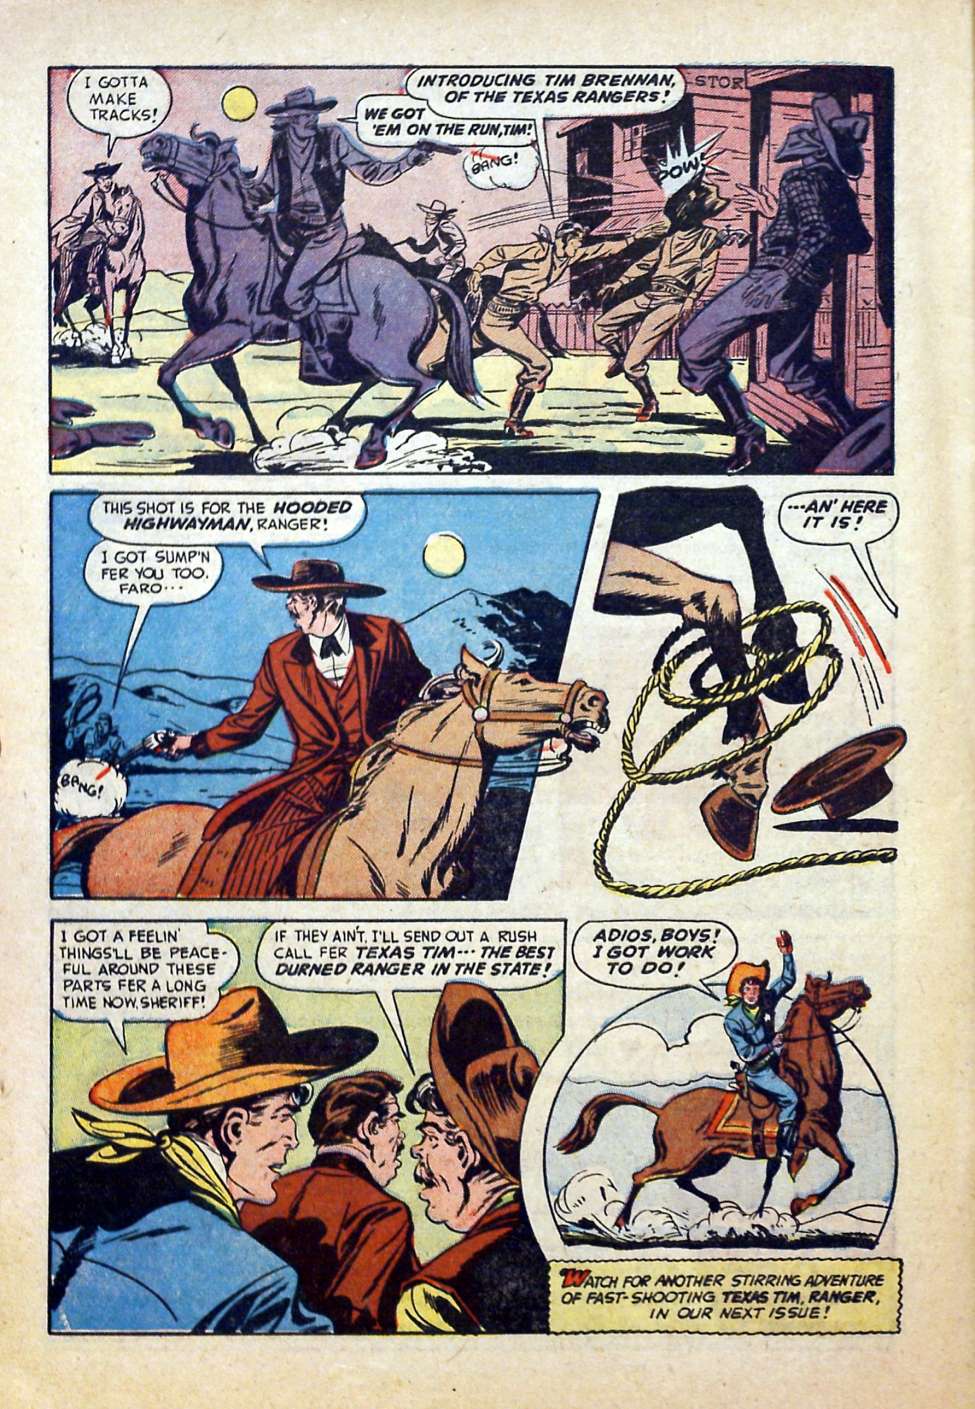 I GOTTA
MAKE
TRACKS!
WE GOT
'EM ON THE RUN, TIM!
INTRODUCING TIM BRENNAN,
OF THE TEXAS RANGERS!
STOR
BANG!
POW!
THIS SHOT IS FOR THE HOODED
HIGHWAYMAN, RANGER!
I GOT SUMP'N
FER YOU TOO.
FARO---
BANG!
---AN' HERE
IT IS!
I GOT A FEELIN'
THINGS'LL BE PEACE-
FUL AROUND THESE
PARTS FER A LONG
TIME NOW, SHERIFF!
IF THEY AIN'T, I'LL SEND OUT A RUSH
CALL FER TEXAS TIM--- THE BEST
DURNED RANGER IN THE STATE!
ADIOS, BOYS!
I GOT WORK
TO DO!
WATCH FOR ANOTHER STIRRING ADVENTURE
OF FAST-SHOOTING TEXAS TIM, RANGER,
IN OUR NEXT ISSUE!